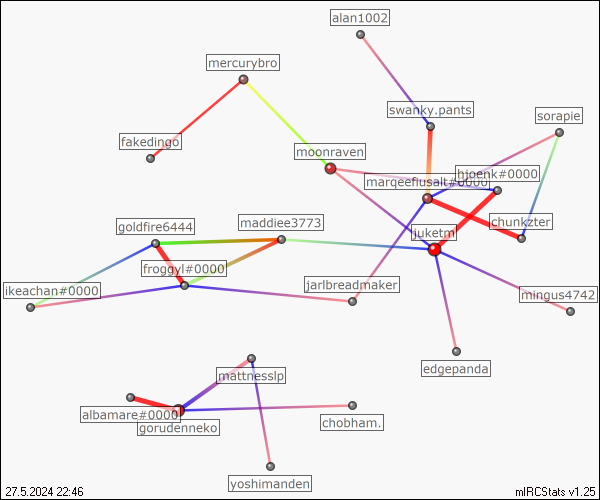 alan1002
mercurybro
swanky.pants
sorapie
fakedingo
moonraven
hjoenk#0000
marqeeflusalt#0000
goldfire6444
maddiee3773
chunkzter
juketm
froggyl#0000
ikeachan#0000
jarlbreadmaker
mingus4742
edgepanda
mattnesslp
albamare#0000
gorudenneko
chobham.
yoshimanden
27.5.2024 22:46
mIRCStats v1.25